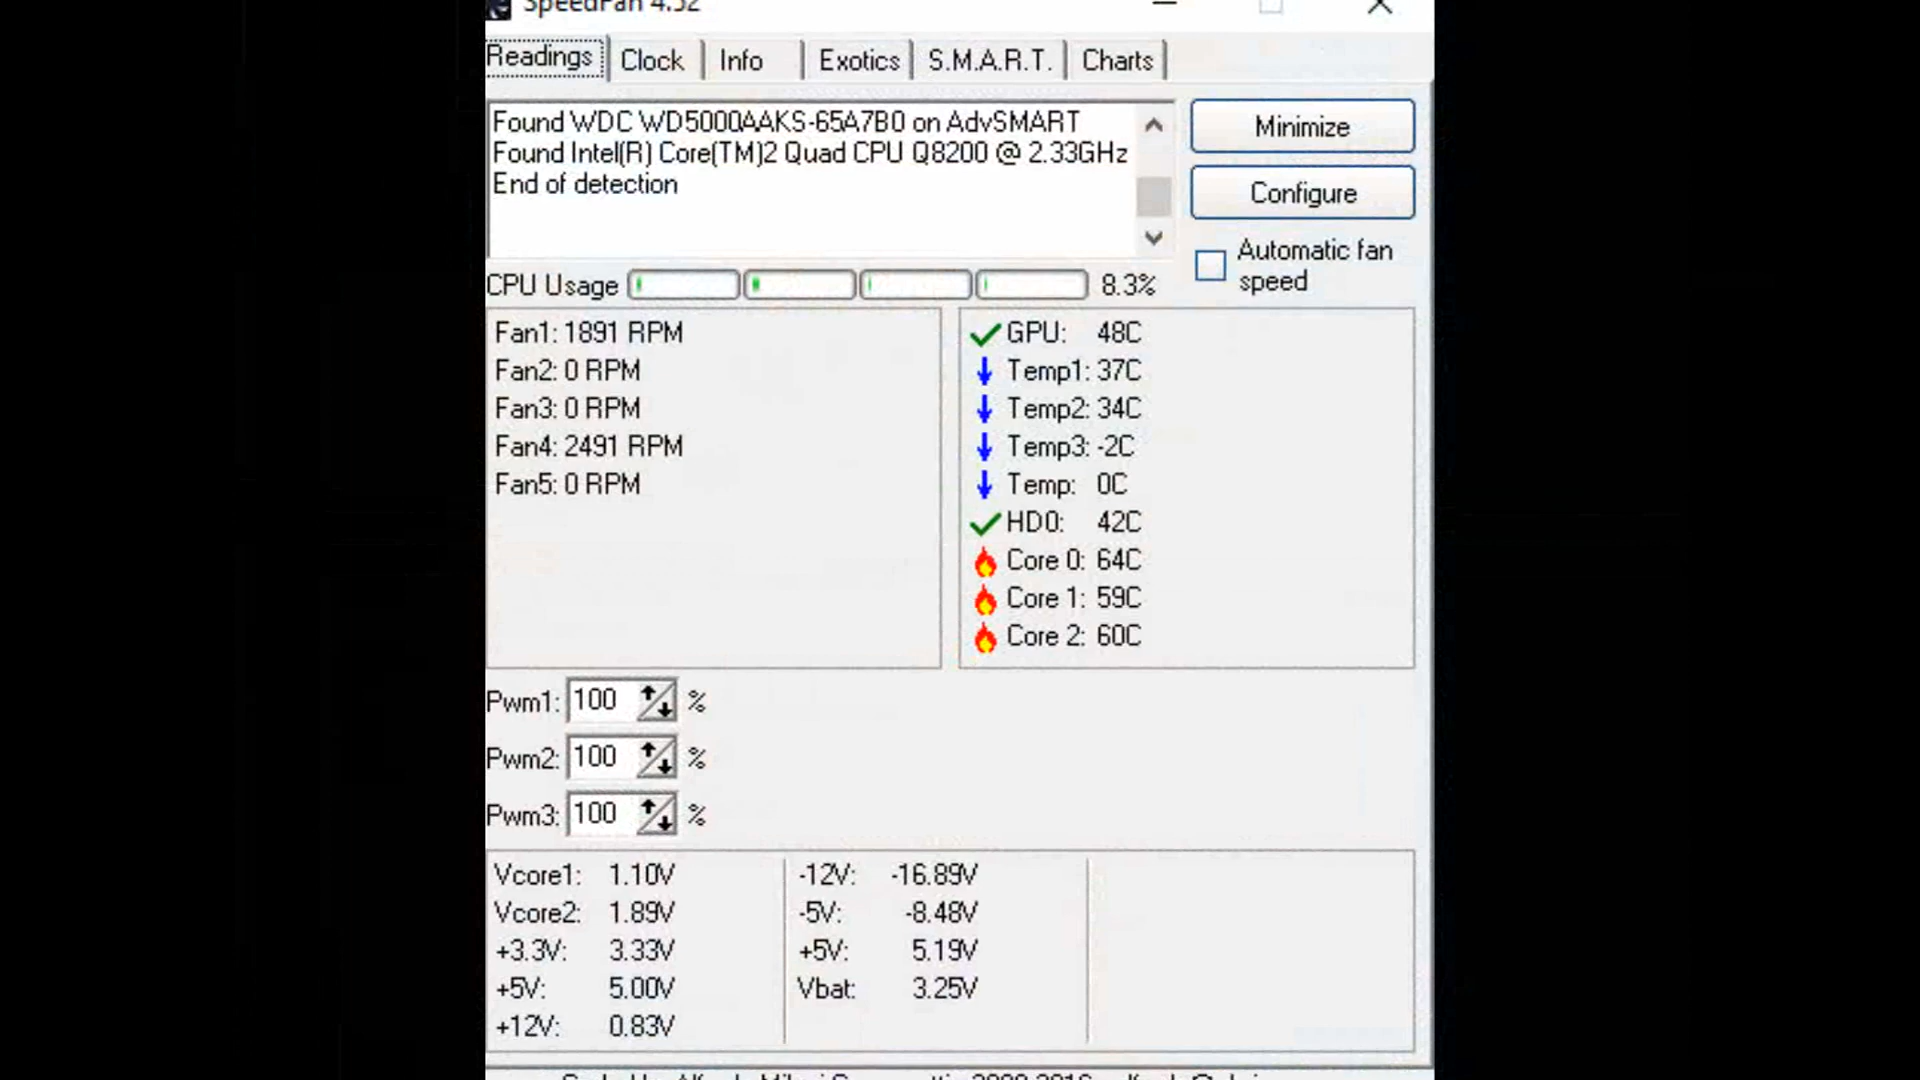 SpeedFan 4.52
Readings Clock Info Exotics S.M.A.R.T. Charts
Found WDC WD5000AAKS-65A7B0 on AdvSMART
Found Intel(R) Core(TM)2 Quad CPU Q8200 @ 2.33GHz
End of detection
Minimize
Configure
Automatic fan
speed
CPU Usage 8.3%
Fan1: 1891 RPM
Fan2: 0 RPM
Fan3: 0 RPM
Fan4: 2491 RPM
Fan5: 0 RPM
GPU: 48C
Temp1: 37C
Temp2: 34C
Temp3: -2C
Temp: 0C
HD0: 42C
Core 0: 64C
Core 1: 59C
Core 2: 60C
Pwm1: 100 %
Pwm2: 100 %
Pwm3: 100 %
Vcore1: 1.10V
Vcore2: 1.89V
+3.3V: 3.33V
+5V: 5.00V
+12V: 0.83V
-12V: -16.89V
-5V: -8.48V
+5V: 5.19V
Vbat: 3.25V